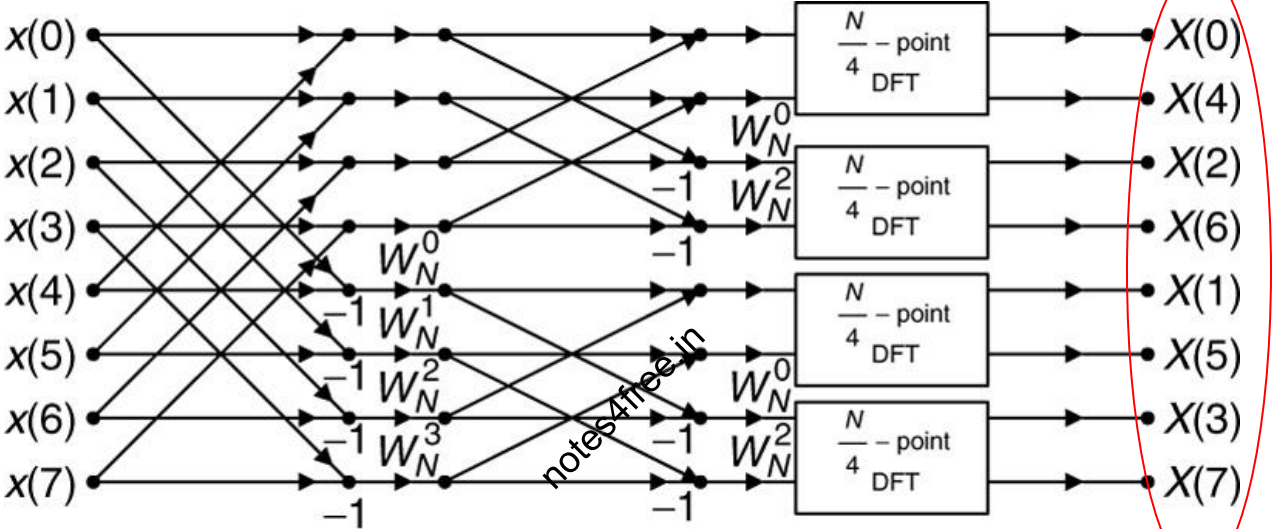 x(0) N/4 – point DFT X(0)
x(1) X(4)
W_N^0
x(2) –1 N/4 – point DFT X(2)
W_N^2
x(3) –1 X(6)
W_N^0
x(4) –1 N/4 – point DFT X(1)
W_N^1
x(5) –1 X(5)
W_N^2 W_N^0
x(6) –1 –1 N/4 – point DFT X(3)
W_N^3 W_N^2
x(7) –1 –1 X(7)
notes4free.in